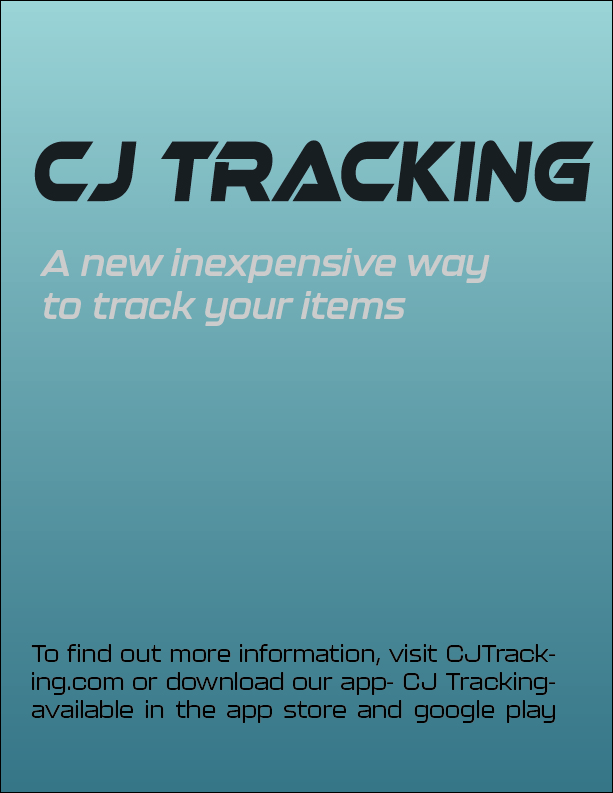 CJ TRACKING
A new inexpensive way
to track your items
To find out more information, visit CJTrack-
ing.com or download our app- CJ Tracking-
available in the app store and google play